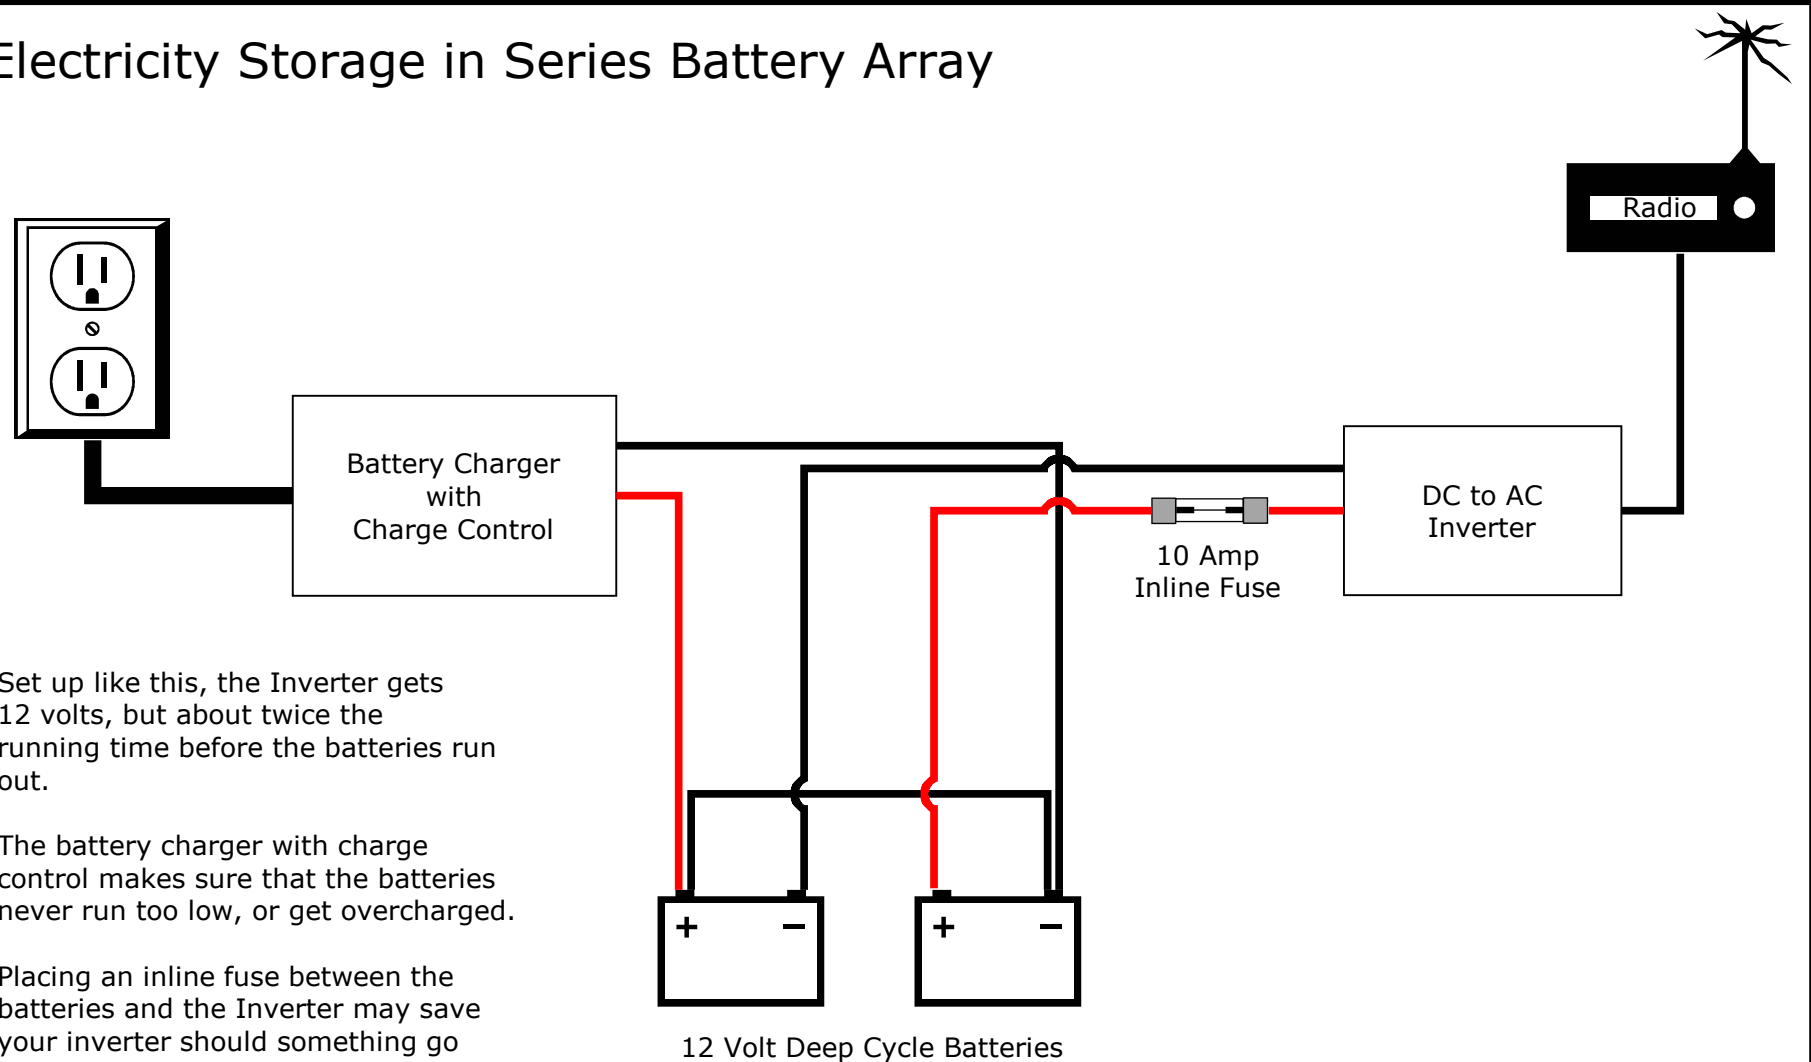 Electricity Storage in Series Battery Array
Radio
Battery Charger
with
Charge Control
DC to AC
Inverter
10 Amp
Inline Fuse
Set up like this, the Inverter gets
12 volts, but about twice the
running time before the batteries run
out.
The battery charger with charge
control makes sure that the batteries
never run too low, or get overcharged.
Placing an inline fuse between the
batteries and the Inverter may save
your inverter should something go
+ −
+ −
12 Volt Deep Cycle Batteries